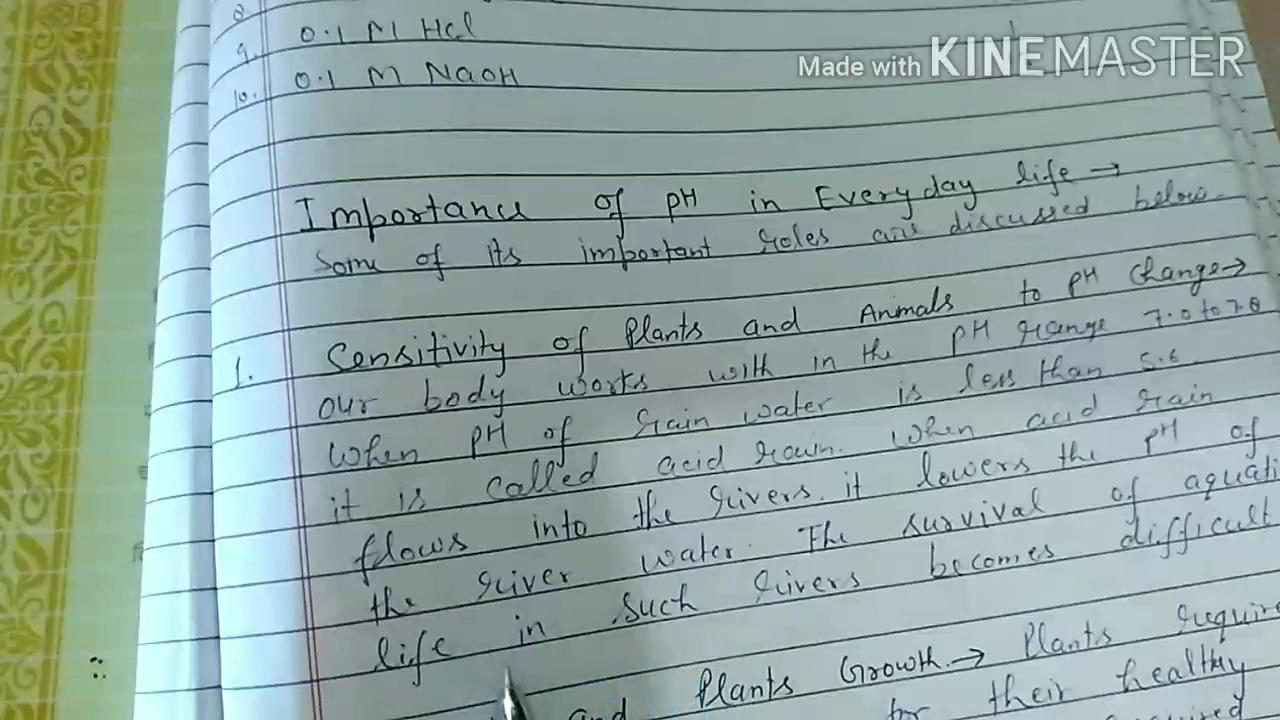 8.
9. 0.1 M HCl
10. 0.1 M NaOH
Made with KINEMASTER
Importance of pH in Everyday life →
Some of its important roles are discussed below.
1. Sensitivity of Plants and Animals to pH Change →
our body works with in the pH range 7.0 to 7.8
When pH of rain water is less than 5.6
it is called acid rain. When acid rain
flows into the rivers. it lowers the pH of
the river water. The survival of aquati
life in such rivers becomes difficult
and Plants Growth → Plants require
for their healthy